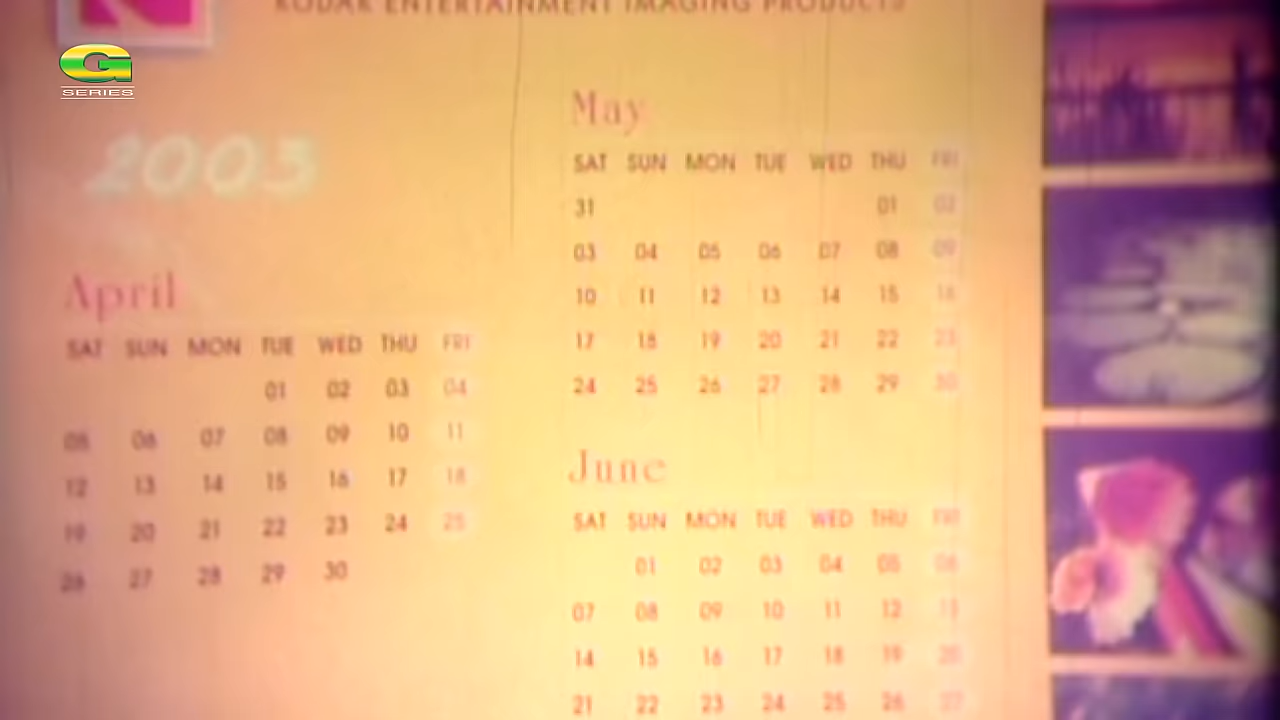 KODAK ENTERTAINMENT IMAGING PRODUCTS
G
SERIES
2003
April
SAT SUN MON TUE WED THU FRI
01 02 03 04
05 06 07 08 09 10 11
12 13 14 15 16 17 18
19 20 21 22 23 24 25
26 27 28 29 30
May
SAT SUN MON TUE WED THU FRI
31 01 02
03 04 05 06 07 08 09
10 11 12 13 14 15 16
17 18 19 20 21 22 23
24 25 26 27 28 29 30
June
SAT SUN MON TUE WED THU FRI
01 02 03 04 05 06
07 08 09 10 11 12 13
14 15 16 17 18 19 20
21 22 23 24 25 26 27